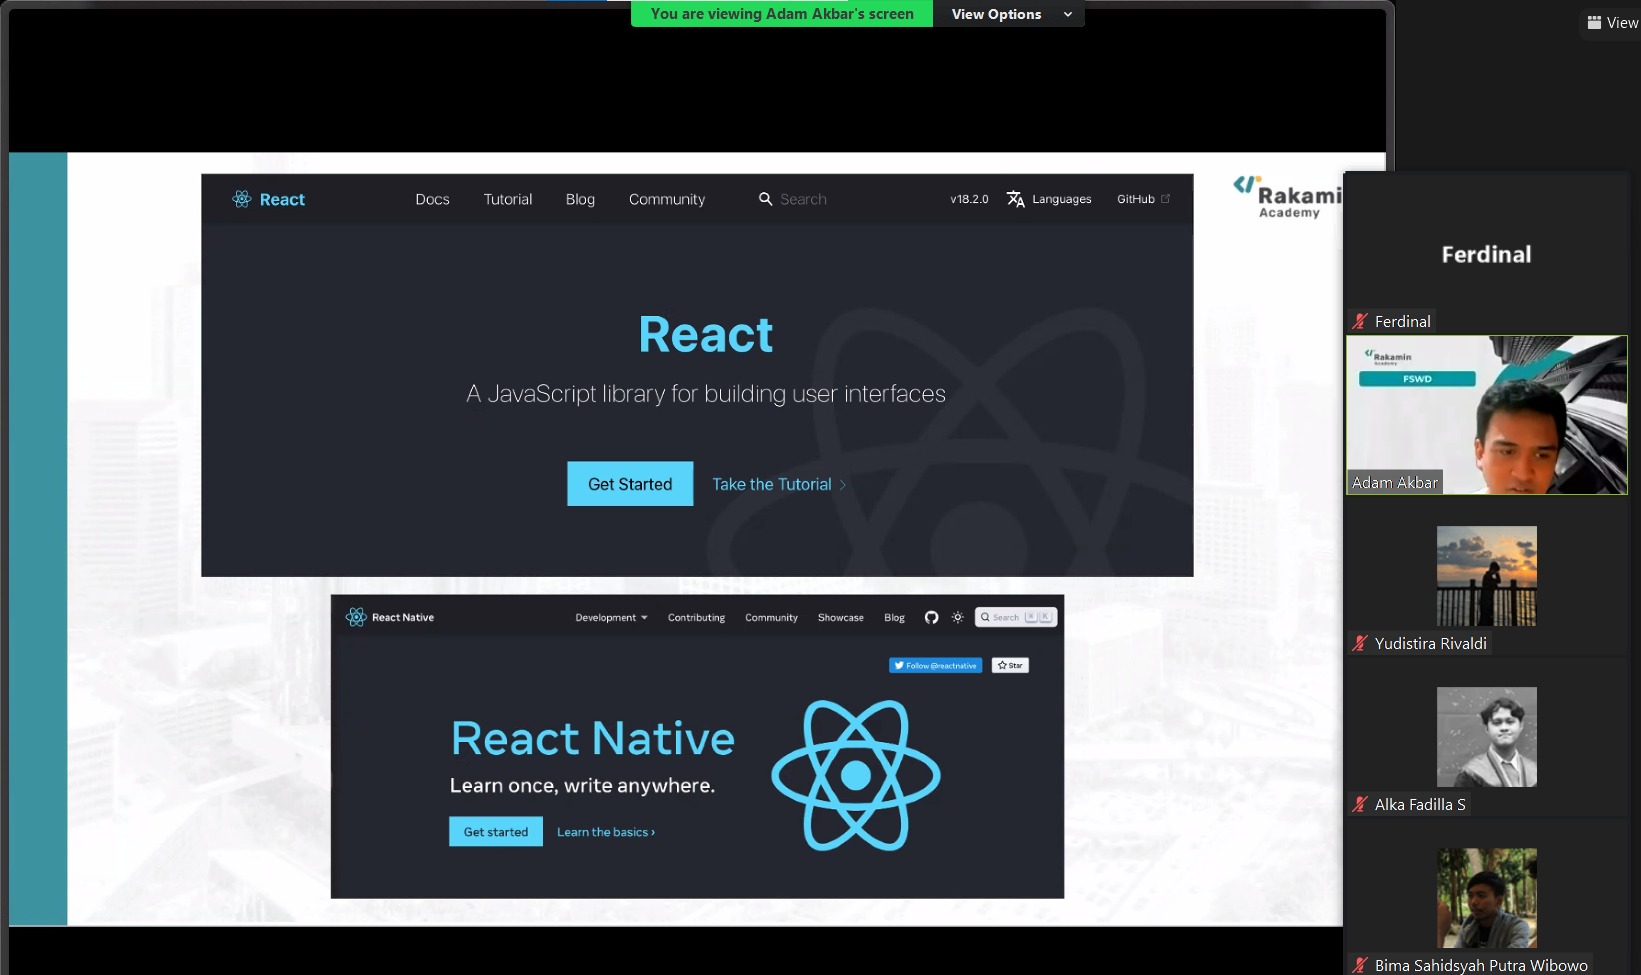 You are viewing Adam Akbar's screen View Options
View
React Docs Tutorial Blog Community Search v18.2.0 Languages GitHub
Rakamin
Academy
React
A JavaScript library for building user interfaces
Get Started Take the Tutorial
React Native Development Contributing Community Showcase Blog Search ⌘ K
Follow @reactnative Star
React Native
Learn once, write anywhere.
Get started Learn the basics ›
Ferdinal
Ferdinal
Rakamin
Academy
FSWD
Adam Akbar
Yudistira Rivaldi
Alka Fadilla S
Bima Sahidsyah Putra Wibowo